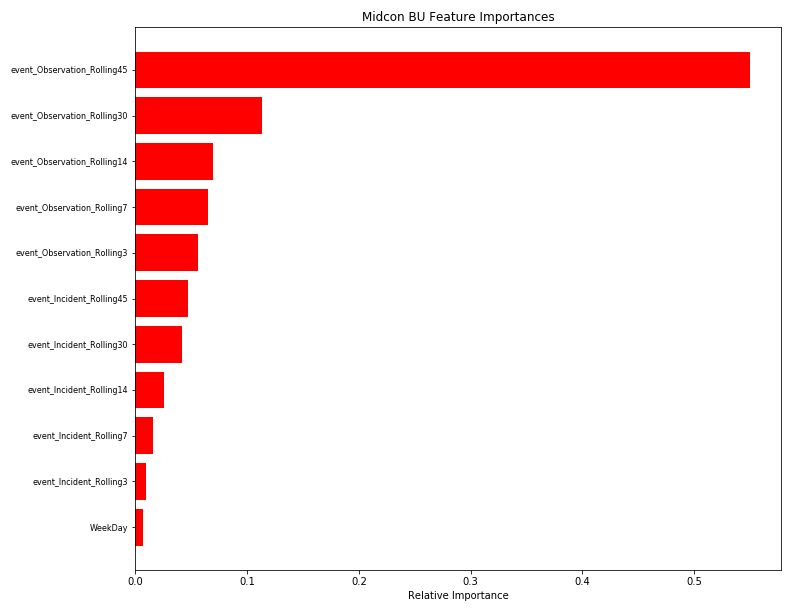 Midcon BU Feature Importances
event_Observation_Rolling45
event_Observation_Rolling30
event_Observation_Rolling14
event_Observation_Rolling7
event_Observation_Rolling3
event_Incident_Rolling45
event_Incident_Rolling30
event_Incident_Rolling14
event_Incident_Rolling7
event_Incident_Rolling3
WeekDay
0.0 0.1 0.2 0.3 0.4 0.5
Relative Importance